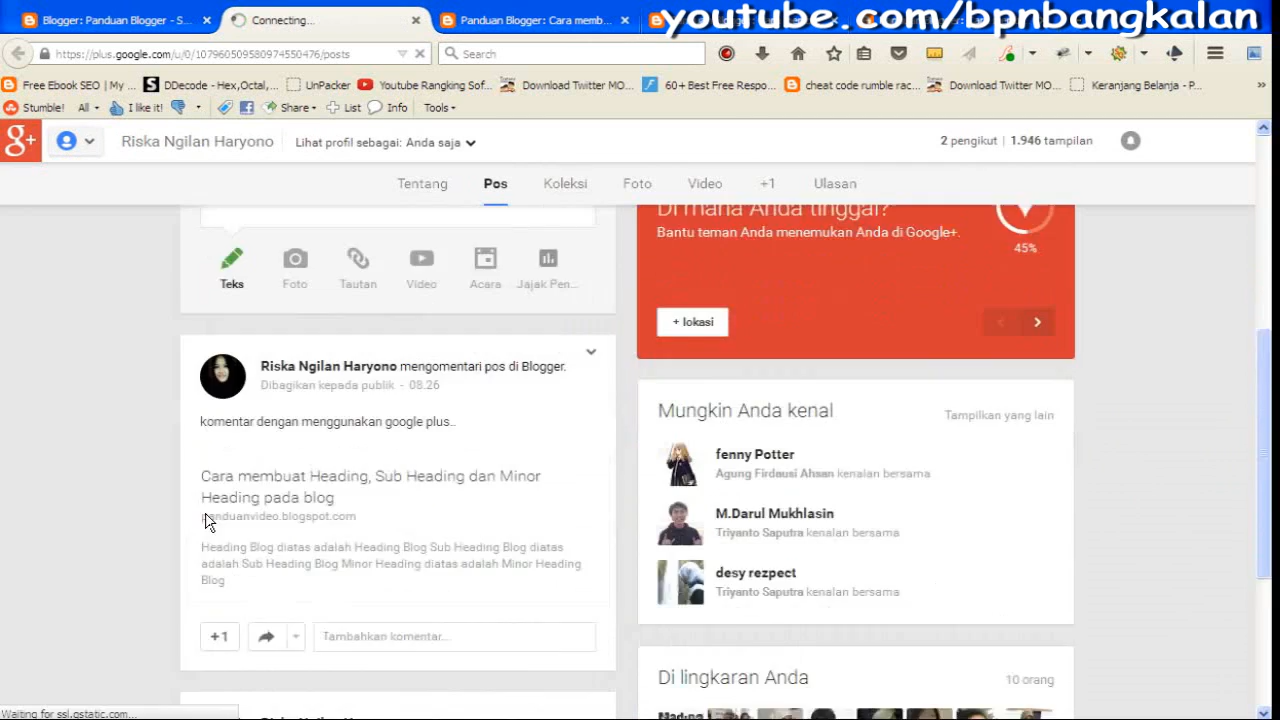 youtube.com/bpnbangkalan
Blogger: Panduan Blogger - S...
Connecting...
Panduan Blogger: Cara memb...
https://plus.google.com/u/0/107960509580974550476/posts
Search
Free Ebook SEO | My ...
DDecode - Hex,Octal,...
UnPacker
Youtube Rangking Sof...
Download Twitter MO...
60+ Best Free Respo...
cheat code rumble rac...
Download Twitter MO...
Keranjang Belanja - P...
Stumble!
All
I like it!
Share
List
Info
Tools
g+
Riska Ngilan Haryono
Lihat profil sebagai: Anda saja
2 pengikut | 1.946 tampilan
Tentang
Pos
Koleksi
Foto
Video
+1
Ulasan
Di mana Anda tinggal?
Bantu teman Anda menemukan Anda di Google+.
45%
+ lokasi
Teks
Foto
Tautan
Video
Acara
Jajak Pen...
Riska Ngilan Haryono mengomentari pos di Blogger.
Dibagikan kepada publik - 08.26
komentar dengan menggunakan google plus..
Cara membuat Heading, Sub Heading dan Minor
Heading pada blog
panduanvideo.blogspot.com
Heading Blog diatas adalah Heading Blog Sub Heading Blog diatas
adalah Sub Heading Blog Minor Heading diatas adalah Minor Heading
Blog
+1
Tambahkan komentar...
Mungkin Anda kenal
Tampilkan yang lain
fenny Potter
Agung Firdausi Ahsan kenalan bersama
M.Darul Mukhlasin
Triyanto Saputra kenalan bersama
desy rezpect
Triyanto Saputra kenalan bersama
Di lingkaran Anda
10 orang
Waiting for ssl.gstatic.com...